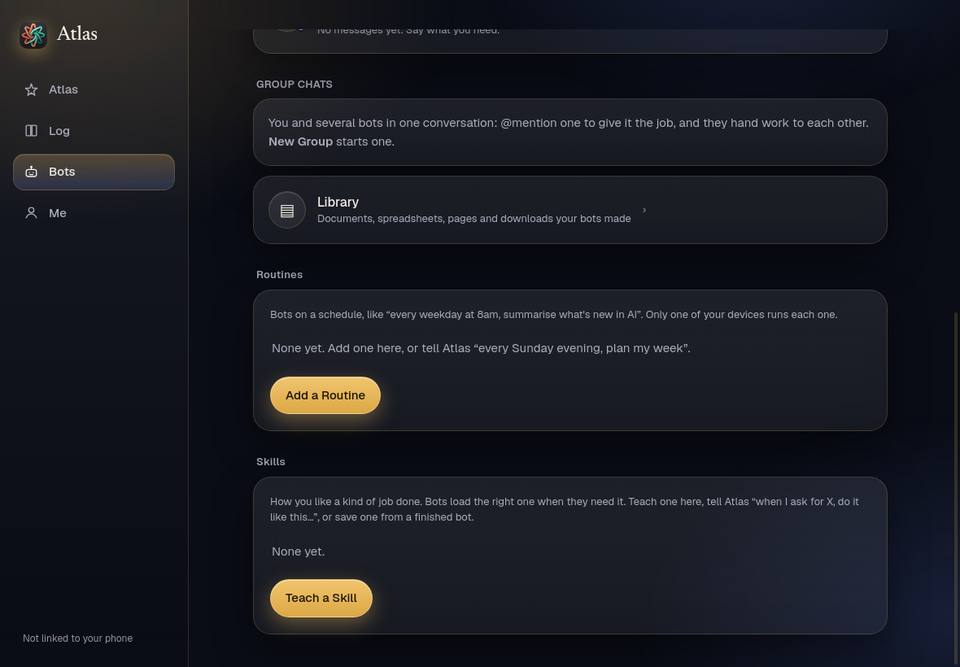 Atlas
Atlas
Log
Bots
Me
Not linked to your phone
No messages yet. Say what you need.
GROUP CHATS
You and several bots in one conversation: @mention one to give it the job, and they hand work to each other.
New Group starts one.
Library
Documents, spreadsheets, pages and downloads your bots made
Routines
Bots on a schedule, like “every weekday at 8am, summarise what's new in AI”. Only one of your devices runs each one.
None yet. Add one here, or tell Atlas “every Sunday evening, plan my week”.
Add a Routine
Skills
How you like a kind of job done. Bots load the right one when they need it. Teach one here, tell Atlas “when I ask for X, do it
like this…”, or save one from a finished bot.
None yet.
Teach a Skill